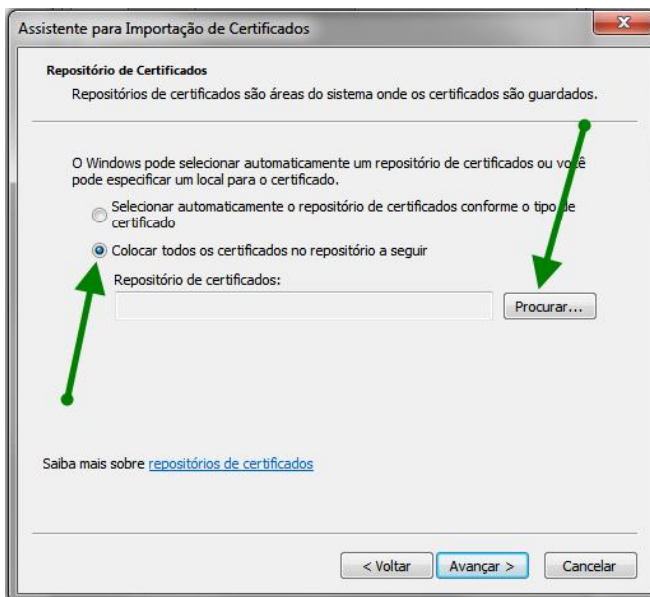 Assistente para Importação de Certificados
Repositório de Certificados
Repositórios de certificados são áreas do sistema onde os certificados são guardados.
O Windows pode selecionar automaticamente um repositório de certificados ou você
pode especificar um local para o certificado.
Selecionar automaticamente o repositório de certificados conforme o tipo de
certificado
Colocar todos os certificados no repositório a seguir
Repositório de certificados:
Procurar...
Saiba mais sobre repositórios de certificados
< Voltar
Avançar >
Cancelar